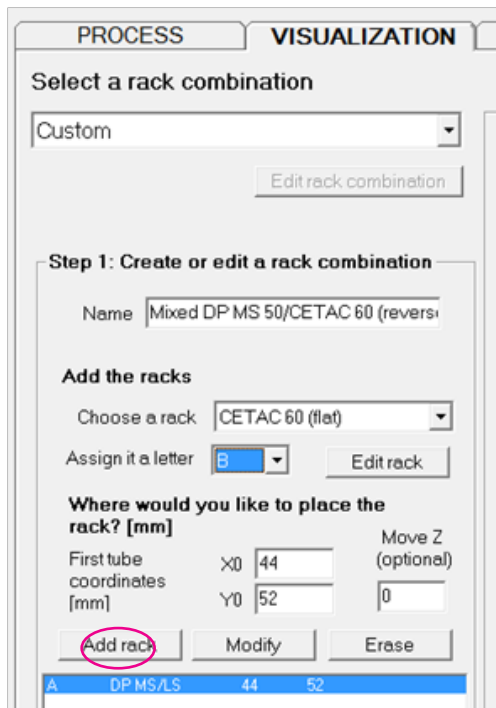 PROCESS VISUALIZATION
Select a rack combination
Custom
Edit rack combination
Step 1: Create or edit a rack combination
Name Mixed DP MS 50/CETAC 60 (revers
Add the racks
Choose a rack CETAC 60 (flat)
Assign it a letter B Edit rack
Where would you like to place the
rack? [mm]
Move Z
(optional)
First tube
coordinates
[mm]
X0 44
Y0 52
0
Add rack Modify Erase
A DP MS/LS 44 52